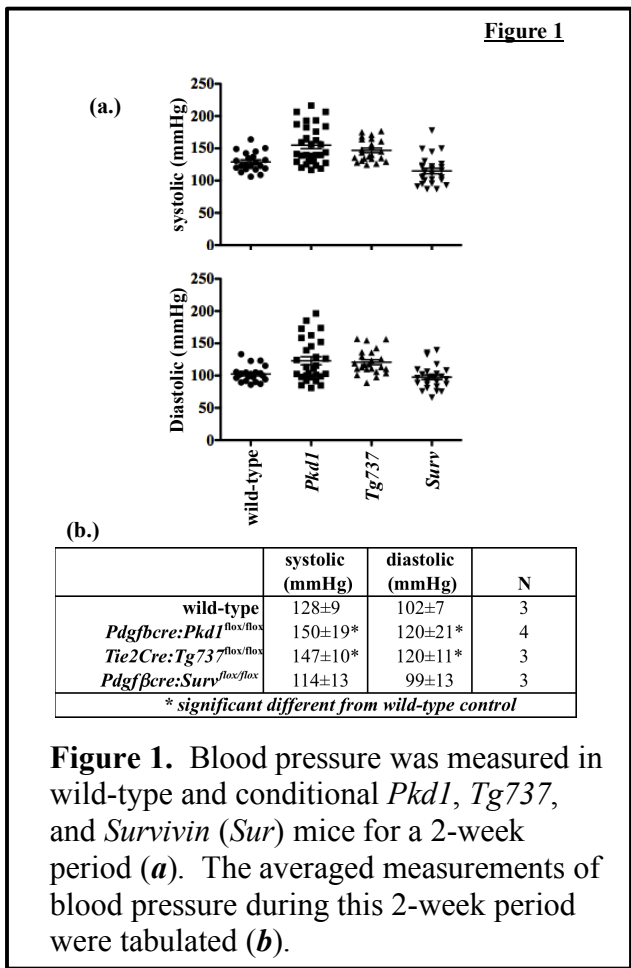 Figure 1
(a.)
250
200
150
100
50
0
systolic (mmHg)
250
200
150
100
50
0
Diastolic (mmHg)
wild-type
Pkd1
Tg737
Surv
(b.)
systolic (mmHg) diastolic (mmHg) N
wild-type 128±9 102±7 3
Pdgfbcre:Pkd1flox/flox 150±19* 120±21* 4
Tie2Cre:Tg737flox/flox 147±10* 120±11* 3
Pdgfβcre:Survflox/flox 114±13 99±13 3
* significant different from wild-type control
Figure 1. Blood pressure was measured in
wild-type and conditional Pkd1, Tg737,
and Survivin (Sur) mice for a 2-week
period (a). The averaged measurements of
blood pressure during this 2-week period
were tabulated (b).